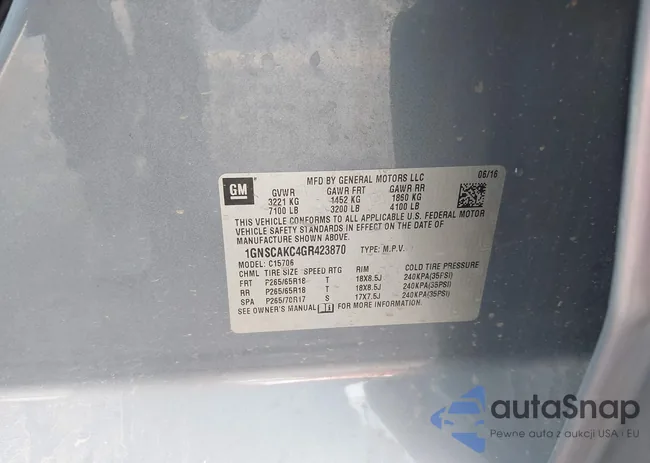 GM
MFD BY GENERAL MOTORS LLC 06/16
GVWR GAWR FRT GAWR RR
3221 KG 1452 KG 1860 KG
7100 LB 3200 LB 4100 LB
THIS VEHICLE CONFORMS TO ALL APPLICABLE U.S. FEDERAL MOTOR
VEHICLE SAFETY STANDARDS IN EFFECT ON THE DATE OF
MANUFACTURE SHOWN ABOVE.
1GNSCAKC4GR423870 TYPE: M.P.V.
MODEL: C15706
CHML TIRE SIZE SPEED RTG RIM COLD TIRE PRESSURE
FRT P265/65R18 T 18X8.5J 240KPA(35PSI)
RR P265/65R18 T 18X8.5J 240KPA(35PSI)
SPA P265/70R17 S 17X7.5J 240KPA(35PSI)
SEE OWNER'S MANUAL FOR MORE INFORMATION.
autaSnap
Pewne auta z aukcji USA i EU